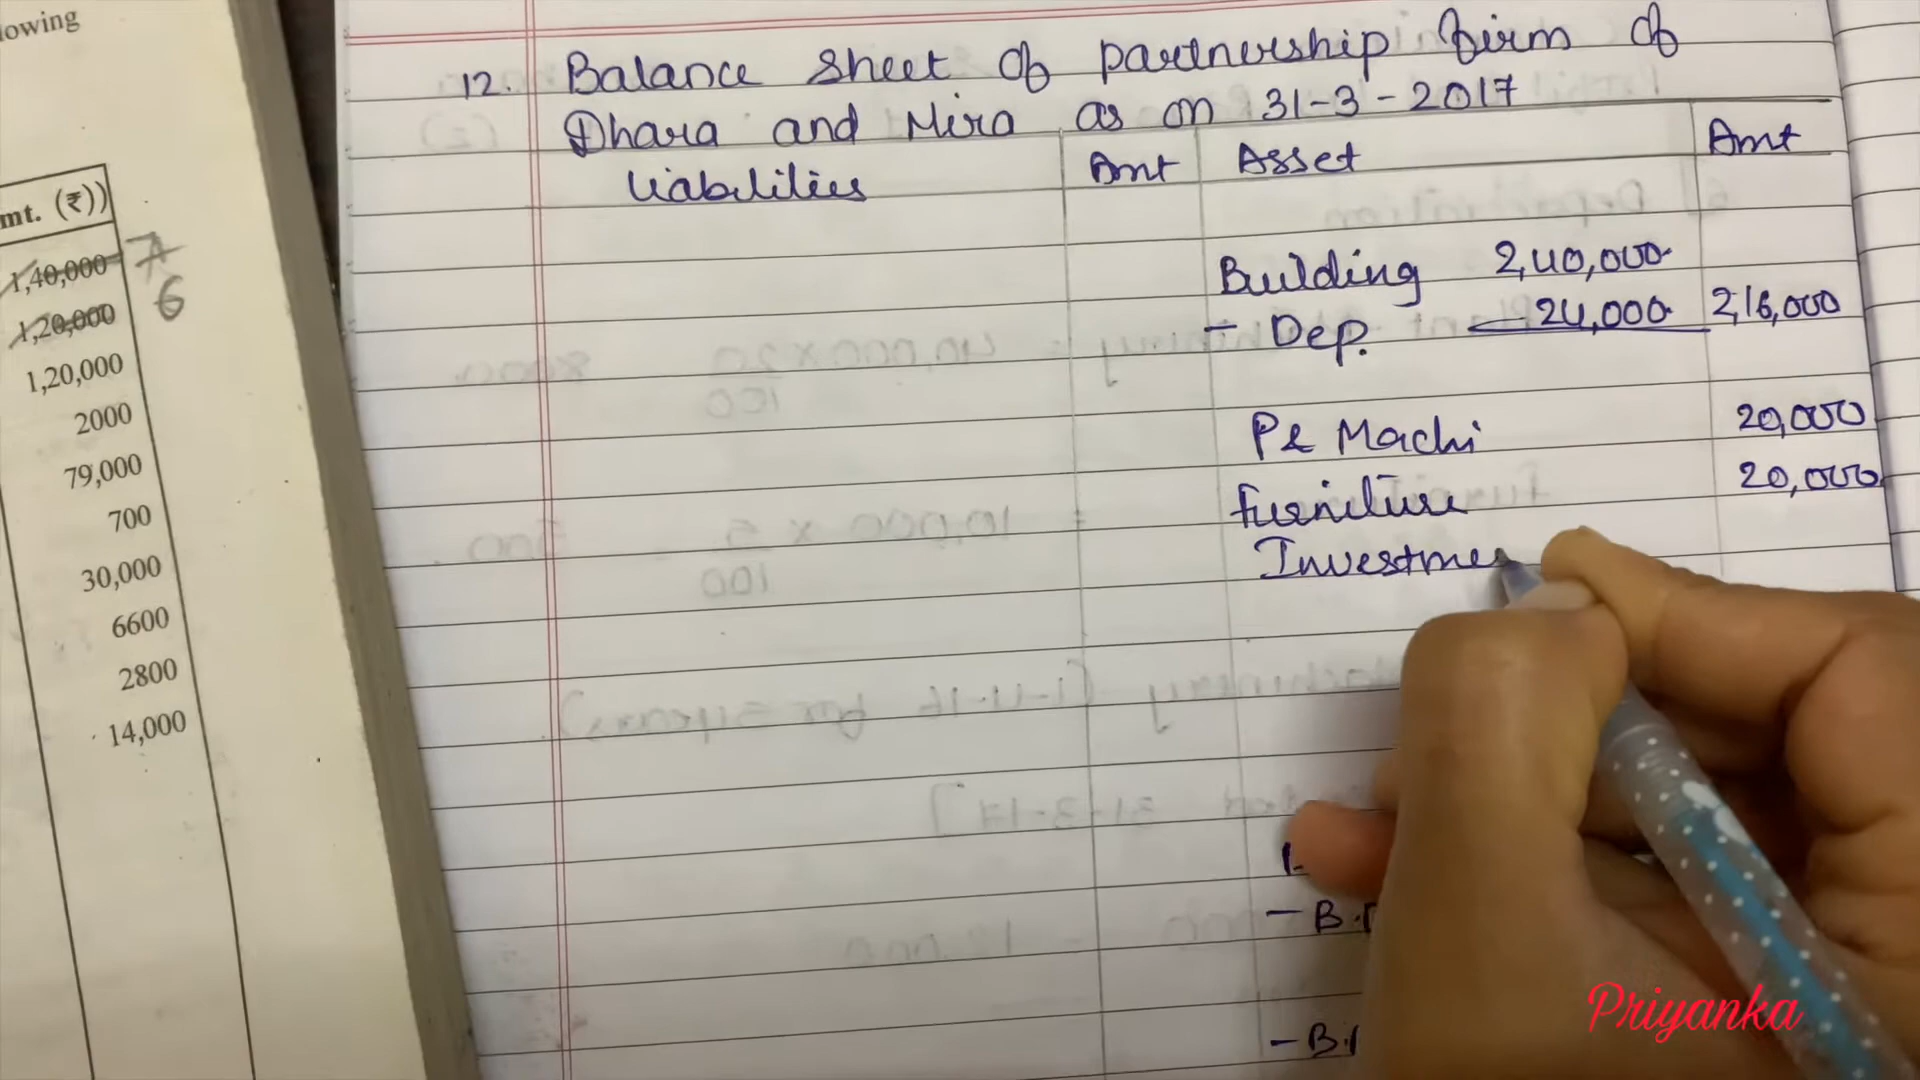 lowing
mt. (₹))
1,40,000 7
1,20,000 6
1,20,000
2000
79,000
700
30,000
6600
2800
14,000
12. Balance Sheet of partnership firm of
Dhara and Mira as on 31-3-2017
Liabilities Amt Asset Amt
Building 2,40,000
- Dep. 24,000 2,16,000
P & Machi 20,000
Furniture 20,000
Investmen
- B.
- B.
Priyanka